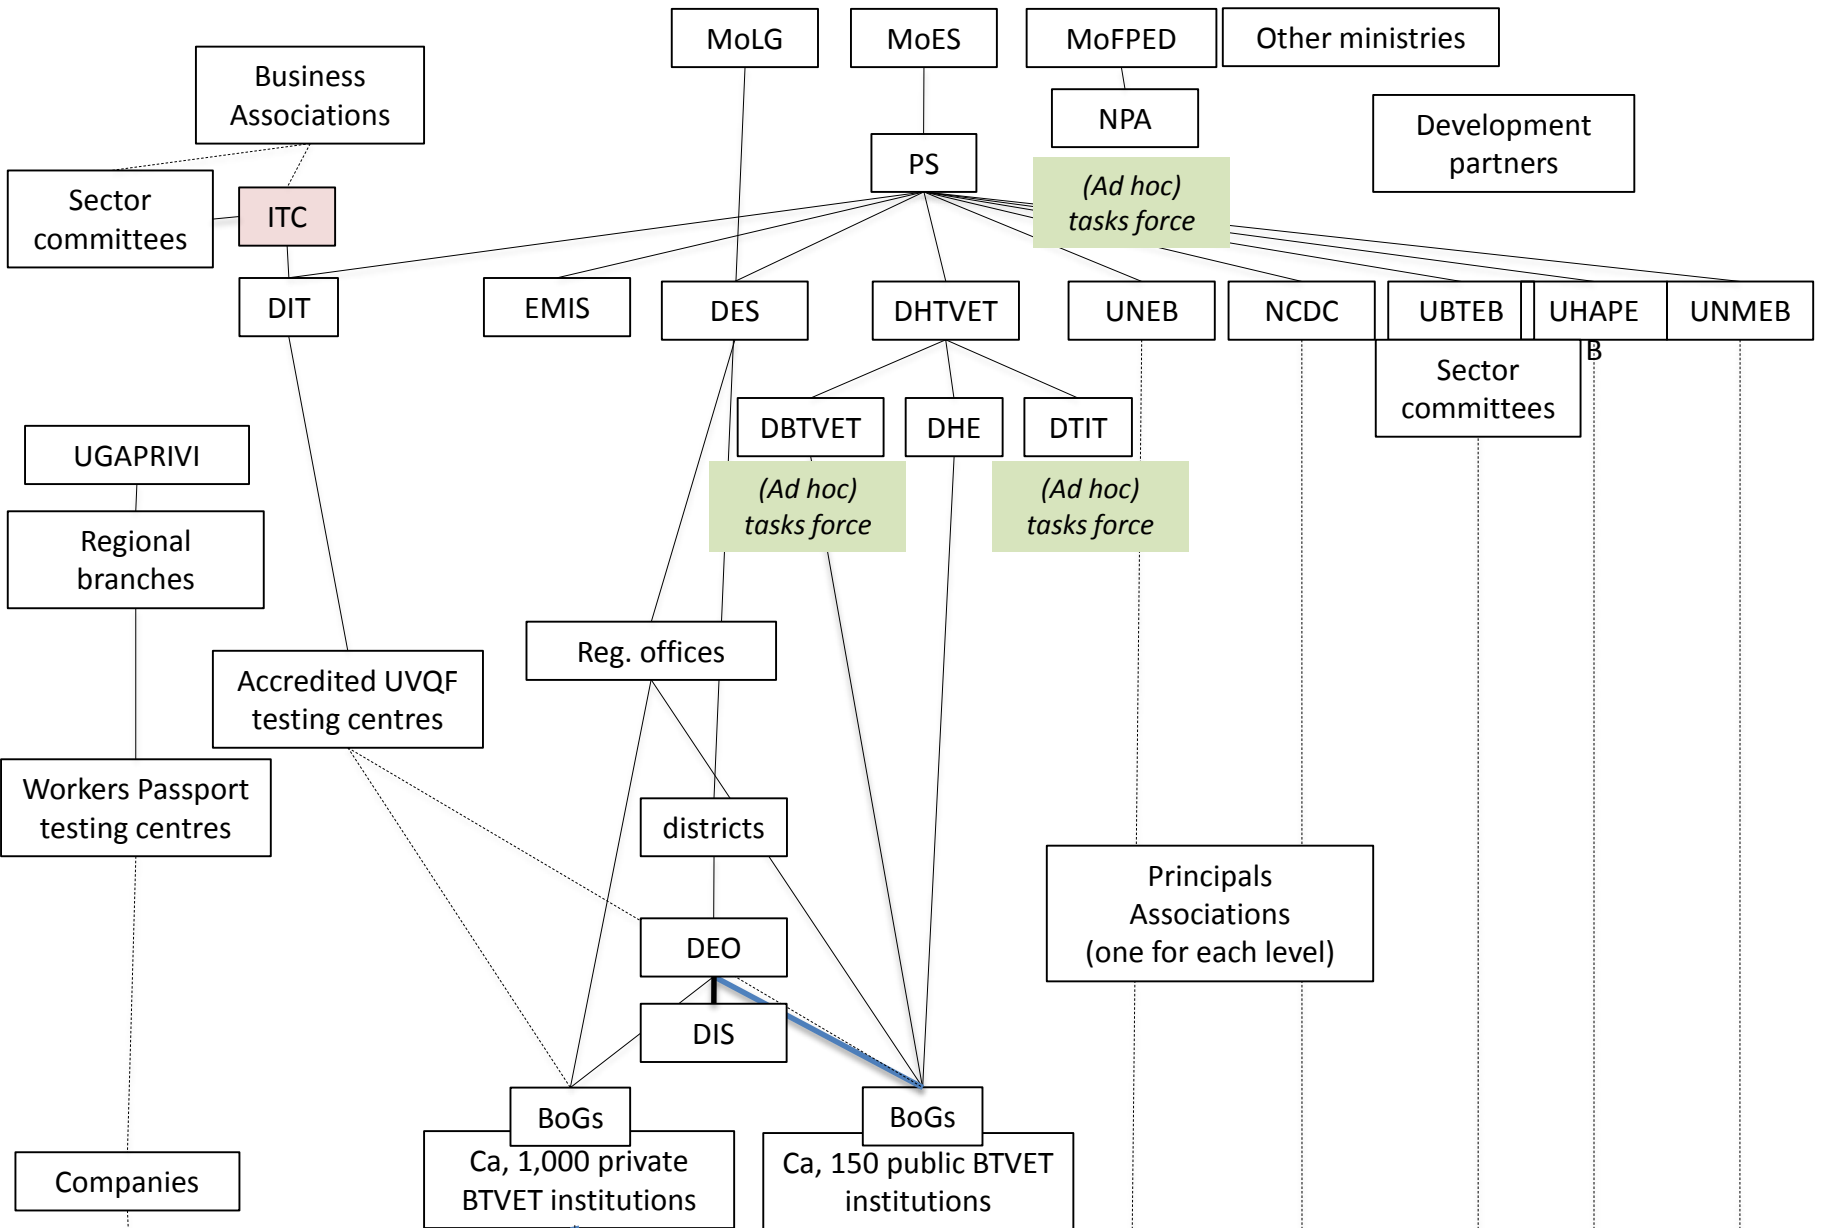 MoLG
MoES
MoFPED
Other ministries
Business
Associations
NPA
Development
partners
PS
(Ad hoc)
tasks force
Sector
committees
ITC
DIT
EMIS
DES
DHTVET
UNEB
NCDC
UBTEB
UHAPE
B
UNMEB
Sector
committees
DBTVET
DHE
DTIT
UGAPRIVI
(Ad hoc)
tasks force
(Ad hoc)
tasks force
Regional
branches
Reg. offices
Accredited UVQF
testing centres
Workers Passport
testing centres
districts
Principals
Associations
(one for each level)
DEO
DIS
BoGs
BoGs
Ca, 1,000 private
BTVET institutions
Ca, 150 public BTVET
institutions
Companies